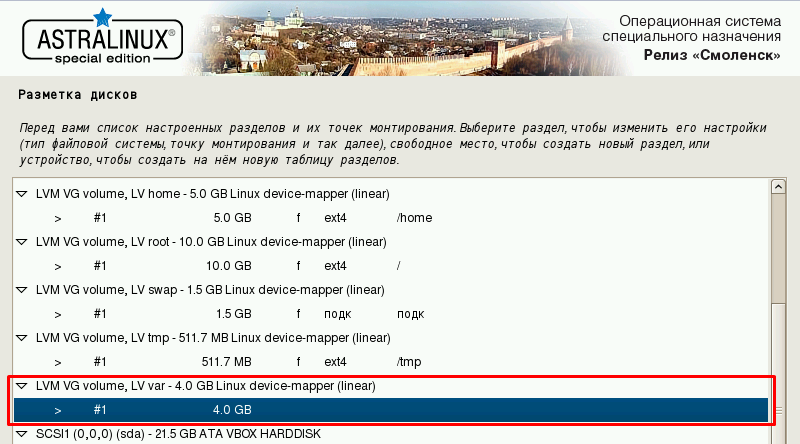 ASTRALINUX®
special edition
Операционная система
специального назначения
Релиз «Смоленск»
Разметка дисков
Перед вами список настроенных разделов и их точек монтирования. Выберите раздел, чтобы изменить его настройки
(тип файловой системы, точку монтирования и так далее), свободное место, чтобы создать новый раздел, или
устройство, чтобы создать на нём новую таблицу разделов.
LVM VG volume, LV home - 5.0 GB Linux device-mapper (linear)
> #1 5.0 GB f ext4 /home
LVM VG volume, LV root - 10.0 GB Linux device-mapper (linear)
> #1 10.0 GB f ext4 /
LVM VG volume, LV swap - 1.5 GB Linux device-mapper (linear)
> #1 1.5 GB f подк подк
LVM VG volume, LV tmp - 511.7 MB Linux device-mapper (linear)
> #1 511.7 MB f ext4 /tmp
LVM VG volume, LV var - 4.0 GB Linux device-mapper (linear)
> #1 4.0 GB
SCSI1 (0,0,0) (sda) - 21.5 GB ATA VBOX HARDDISK